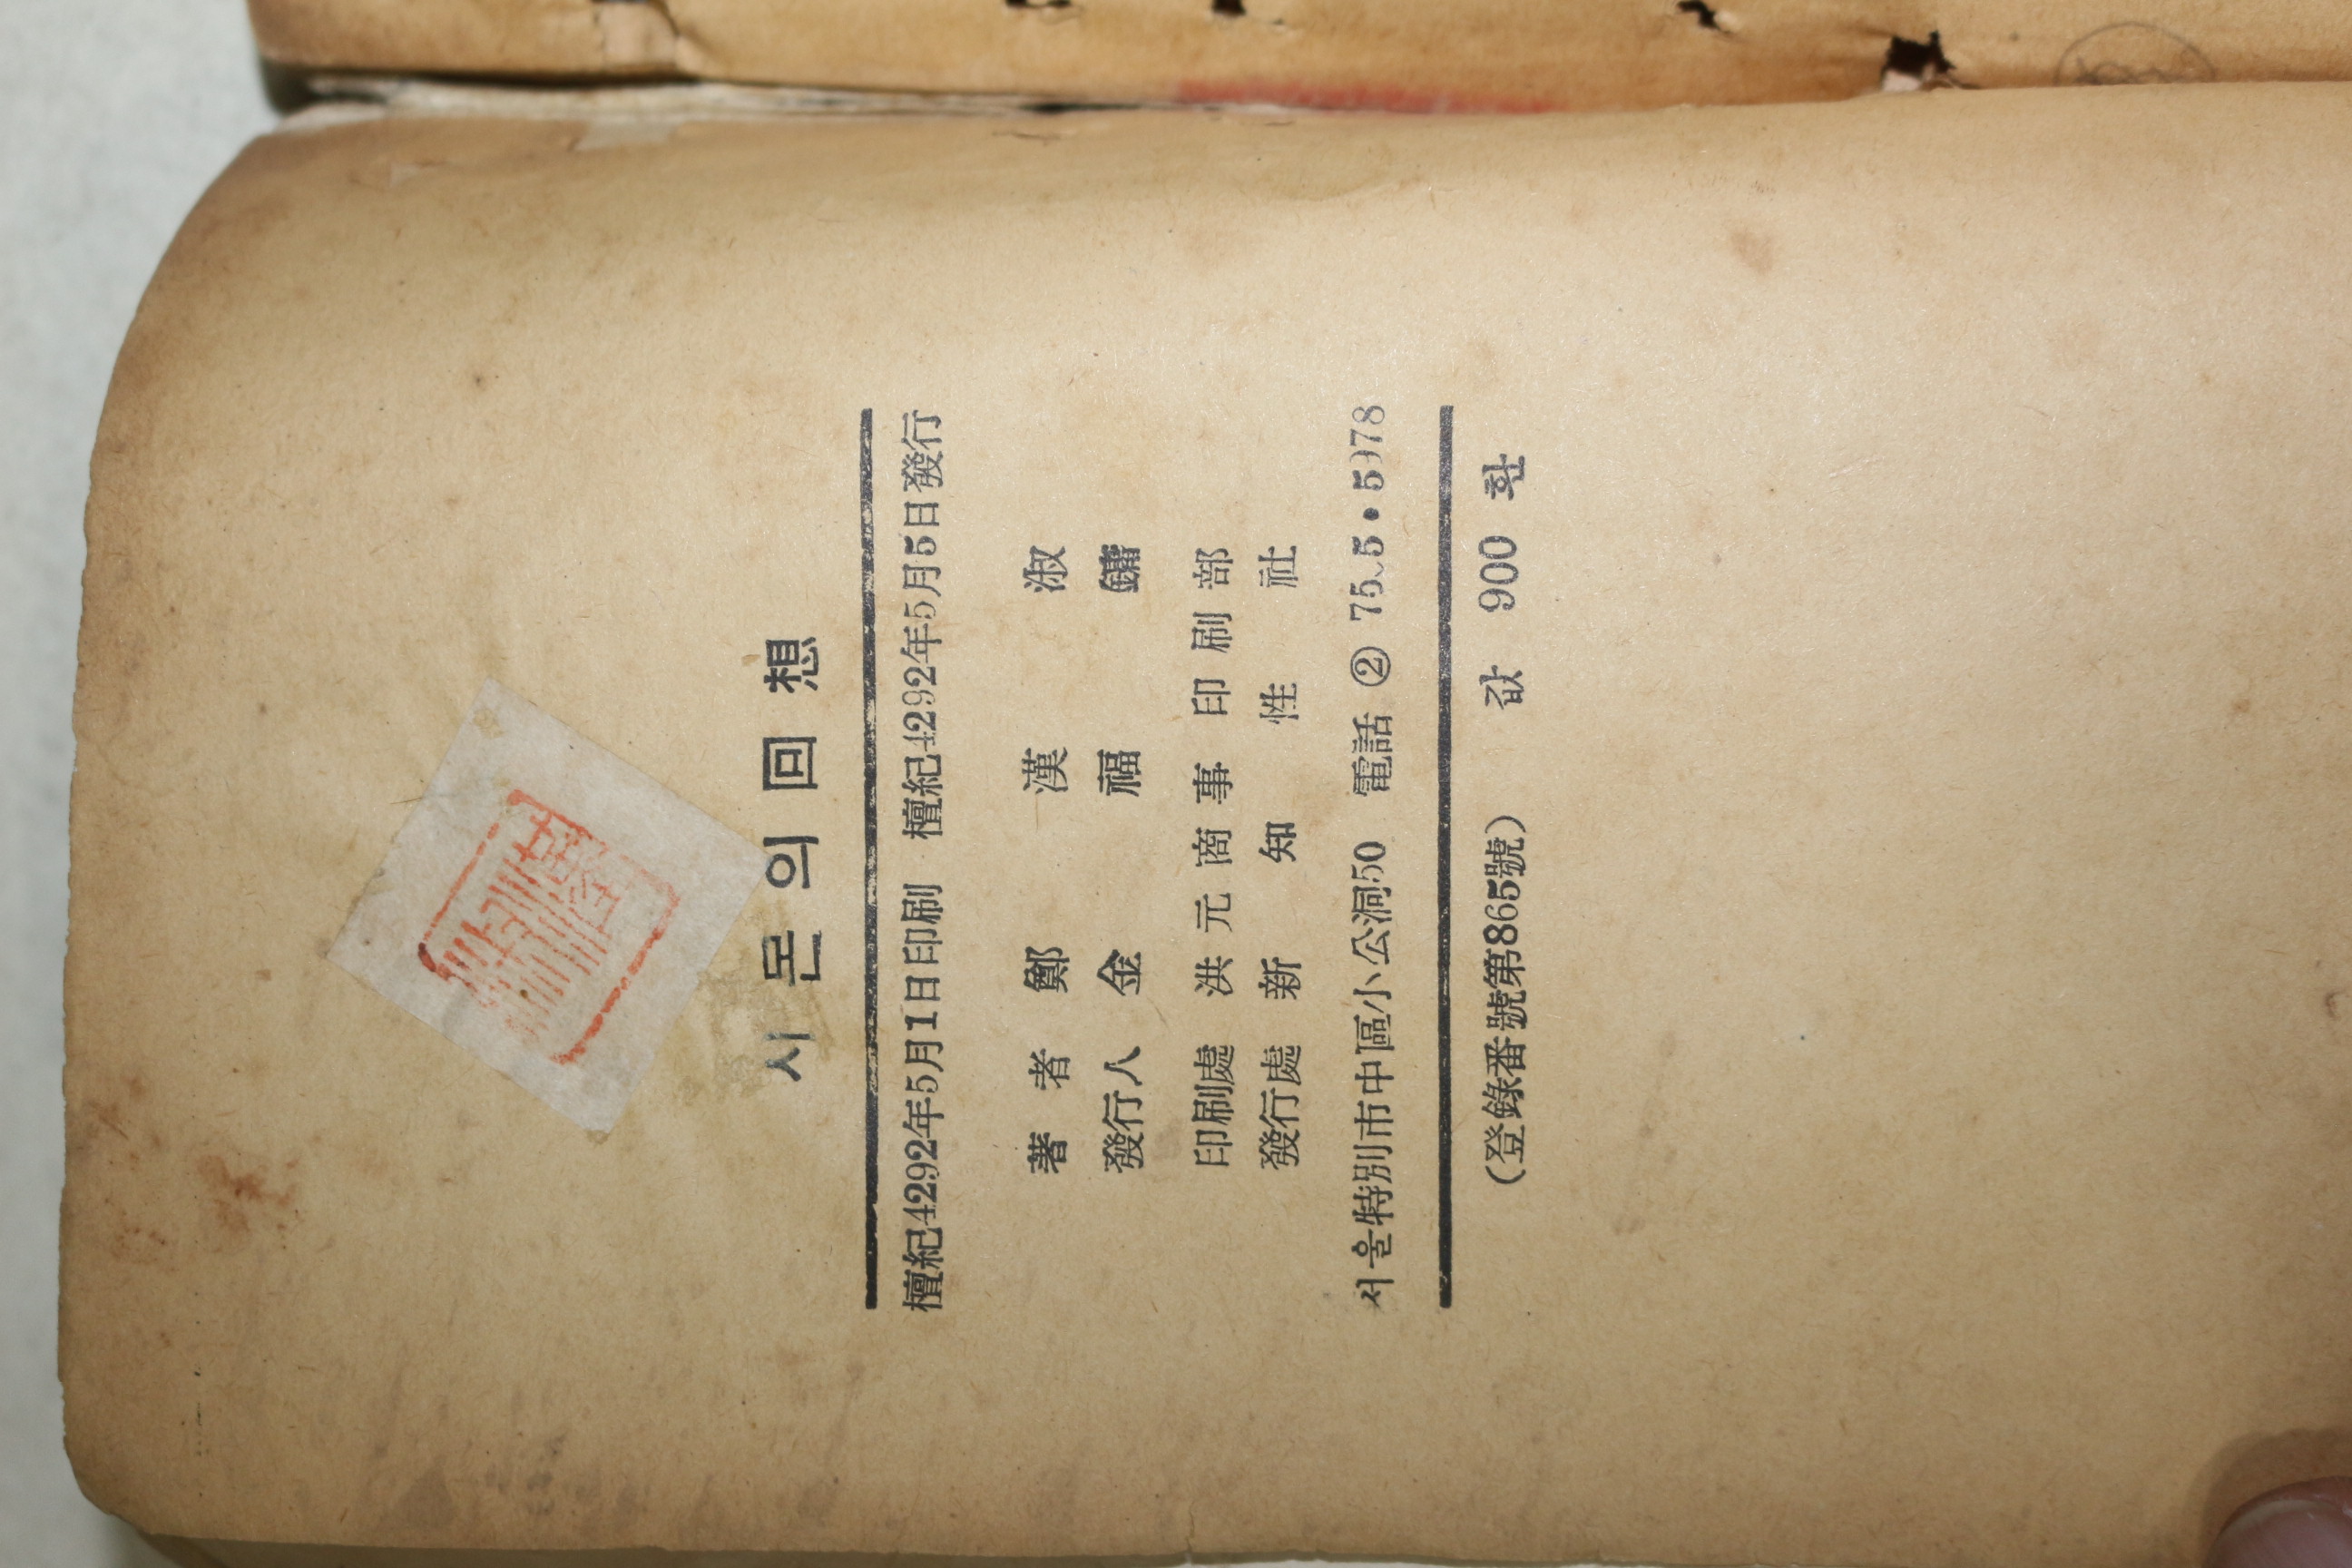 시몬의 回想
檀紀4292年5月1日印刷 檀紀4292年5月5日發行
著者 鄭漢淑
發行人 金福鏞
印刷處 洪元商事印刷部
發行處 新知性社
서울特別市中區小公洞50 電話 ②
(登錄番號第865號) 값 900 환